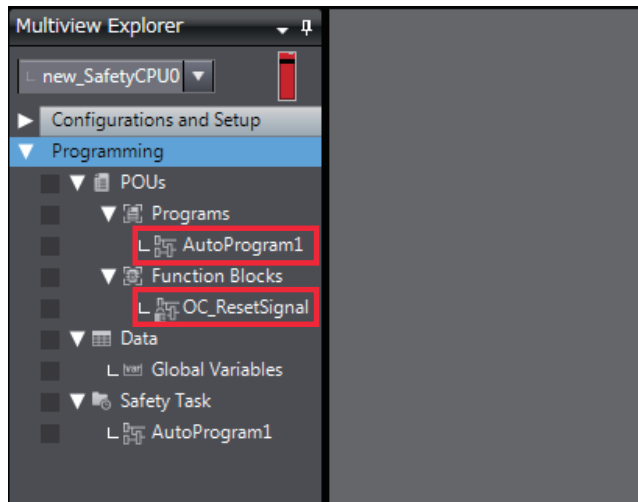 Multiview Explorer
new_SafetyCPU0
Configurations and Setup
Programming
POUs
Programs
AutoProgram1
Function Blocks
OC_ResetSignal
Data
Global Variables
Safety Task
AutoProgram1